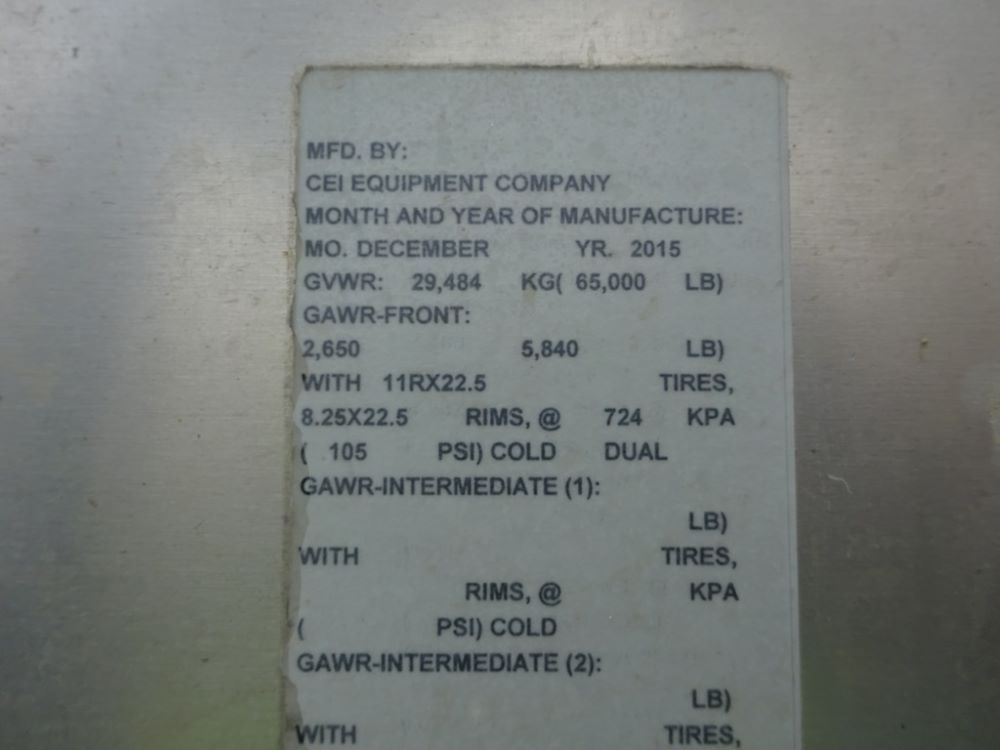 MFD. BY:
CEI EQUIPMENT COMPANY
MONTH AND YEAR OF MANUFACTURE:
MO. DECEMBER YR. 2015
GVWR: 29,484 KG( 65,000 LB)
GAWR-FRONT:
2,650 5,840 LB)
WITH 11RX22.5 TIRES,
8.25X22.5 RIMS, @ 724 KPA
( 105 PSI) COLD DUAL
GAWR-INTERMEDIATE (1):
LB)
WITH TIRES,
RIMS, @ KPA
( PSI) COLD
GAWR-INTERMEDIATE (2):
LB)
WITH TIRES,